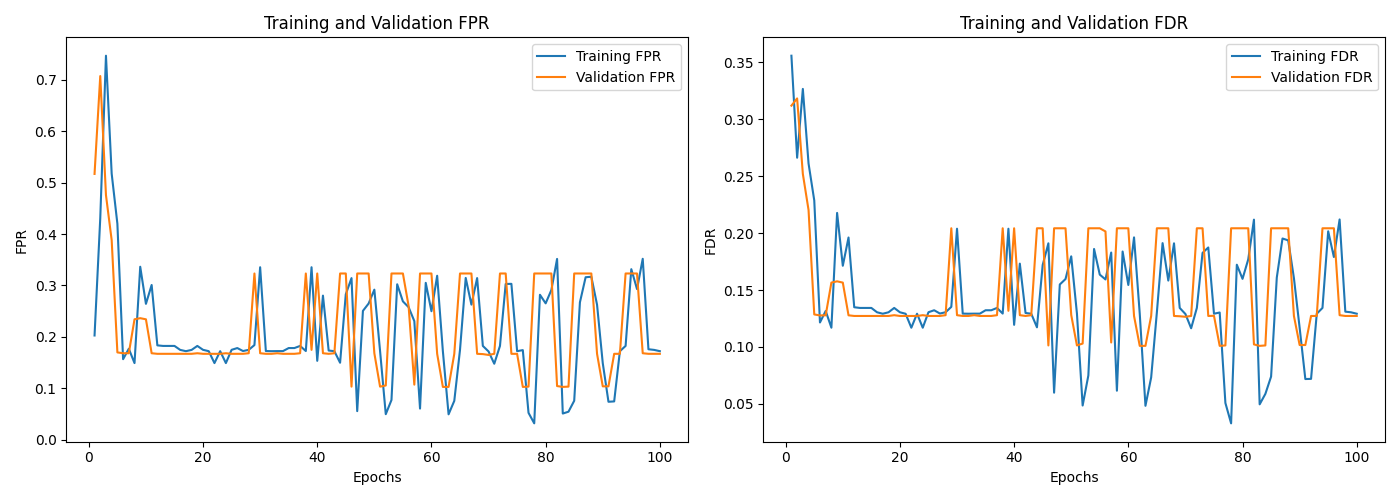 Training and Validation FPR
Training FPR
Validation FPR
0.7
0.6
0.5
0.4
0.3
0.2
0.1
0.0
FPR
0 20 40 60 80 100
Epochs
Training and Validation FDR
Training FDR
Validation FDR
0.35
0.30
0.25
0.20
0.15
0.10
0.05
FDR
0 20 40 60 80 100
Epochs